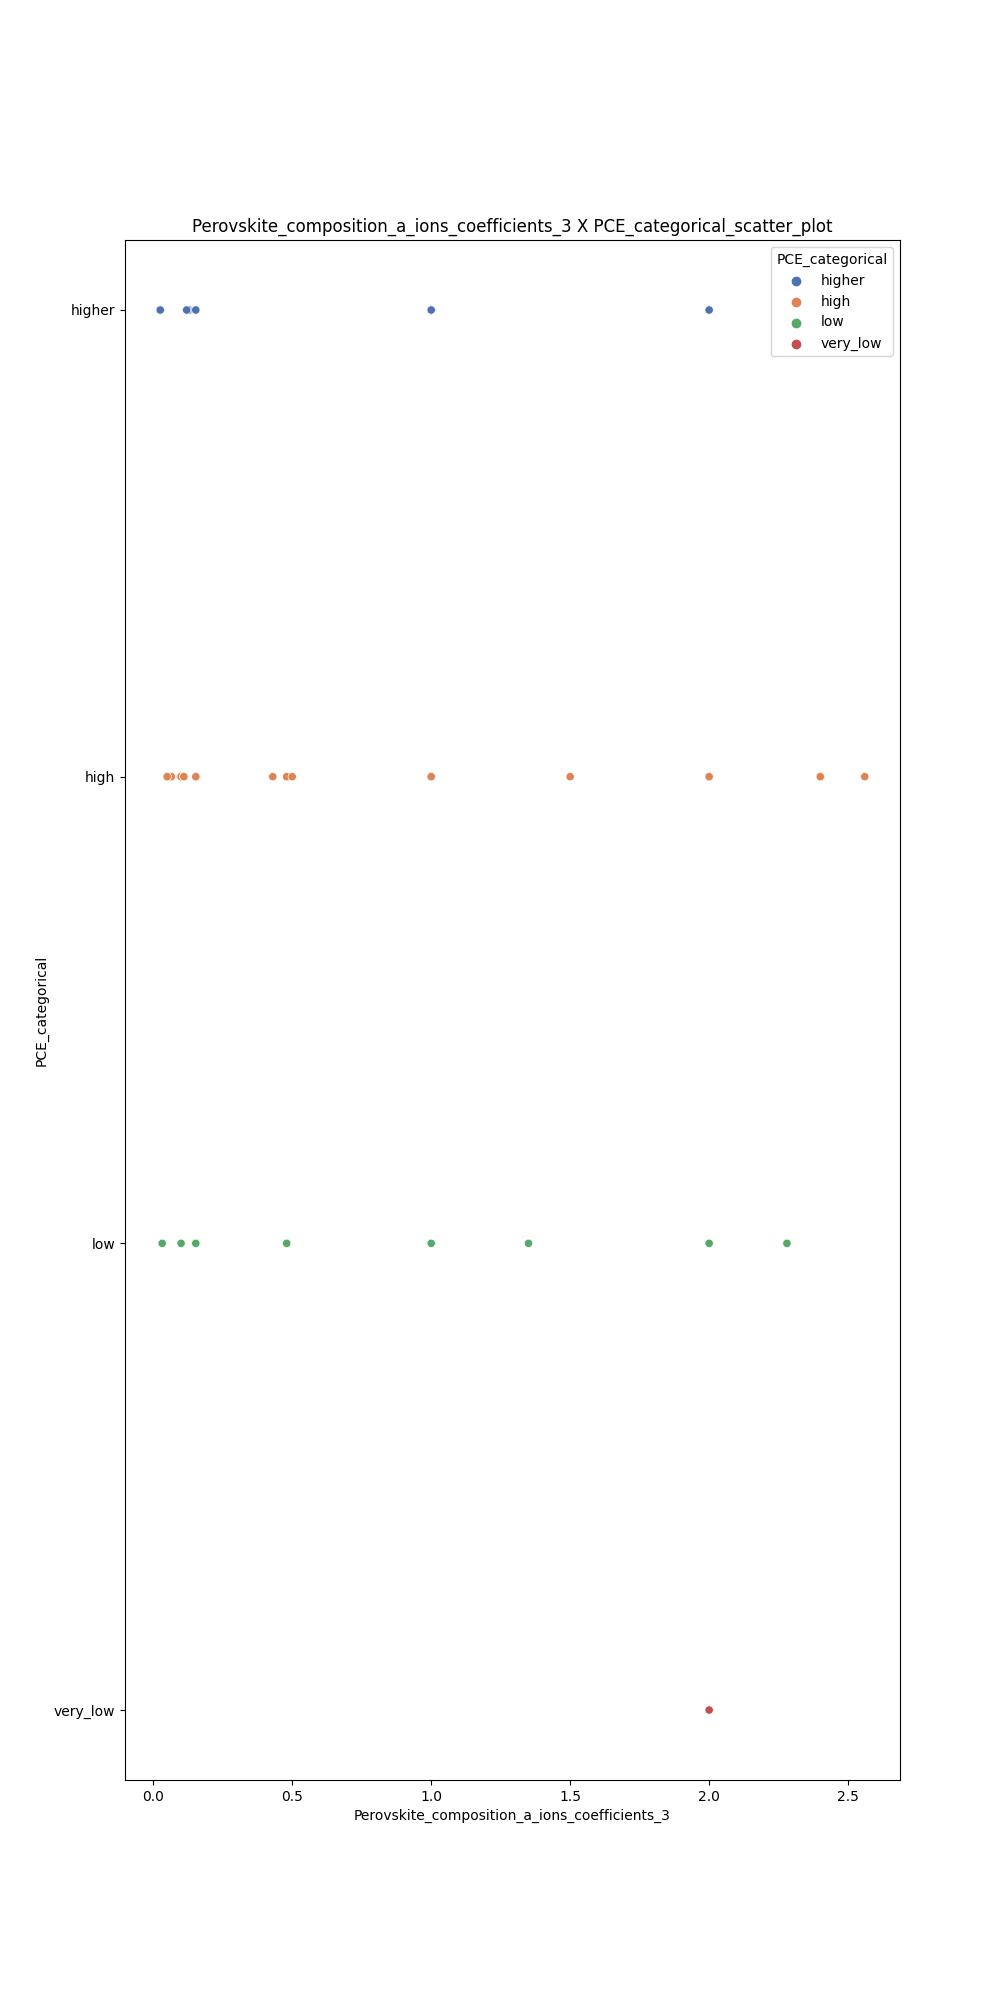 Perovskite_composition_a_ions_coefficients_3 X PCE_categorical_scatter_plot
PCE_categorical
higher
high
low
very_low
higher
high
low
very_low
PCE_categorical
0.0 0.5 1.0 1.5 2.0 2.5
Perovskite_composition_a_ions_coefficients_3